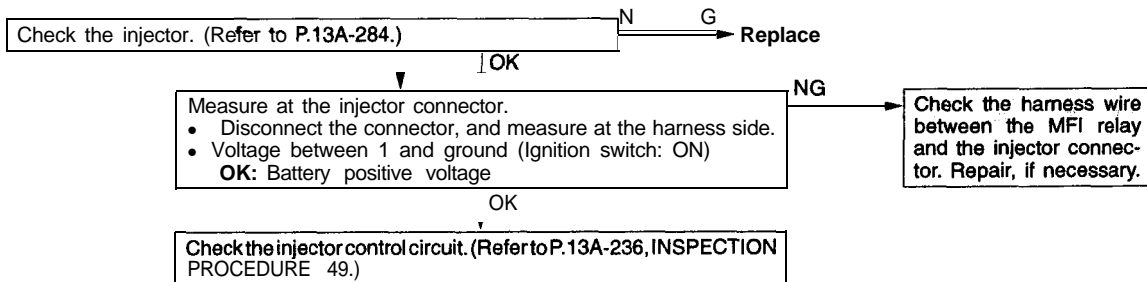 Check the injector. (Refer to P.13A-284.)
N G
Replace
OK
Measure at the injector connector.
• Disconnect the connector, and measure at the harness side.
• Voltage between 1 and ground (Ignition switch: ON)
OK: Battery positive voltage
NG
Check the harness wire
between the MFI relay
and the injector connec-
tor. Repair, if necessary.
OK
Check the injector control circuit. (Refer to P.13A-236, INSPECTION
PROCEDURE 49.)